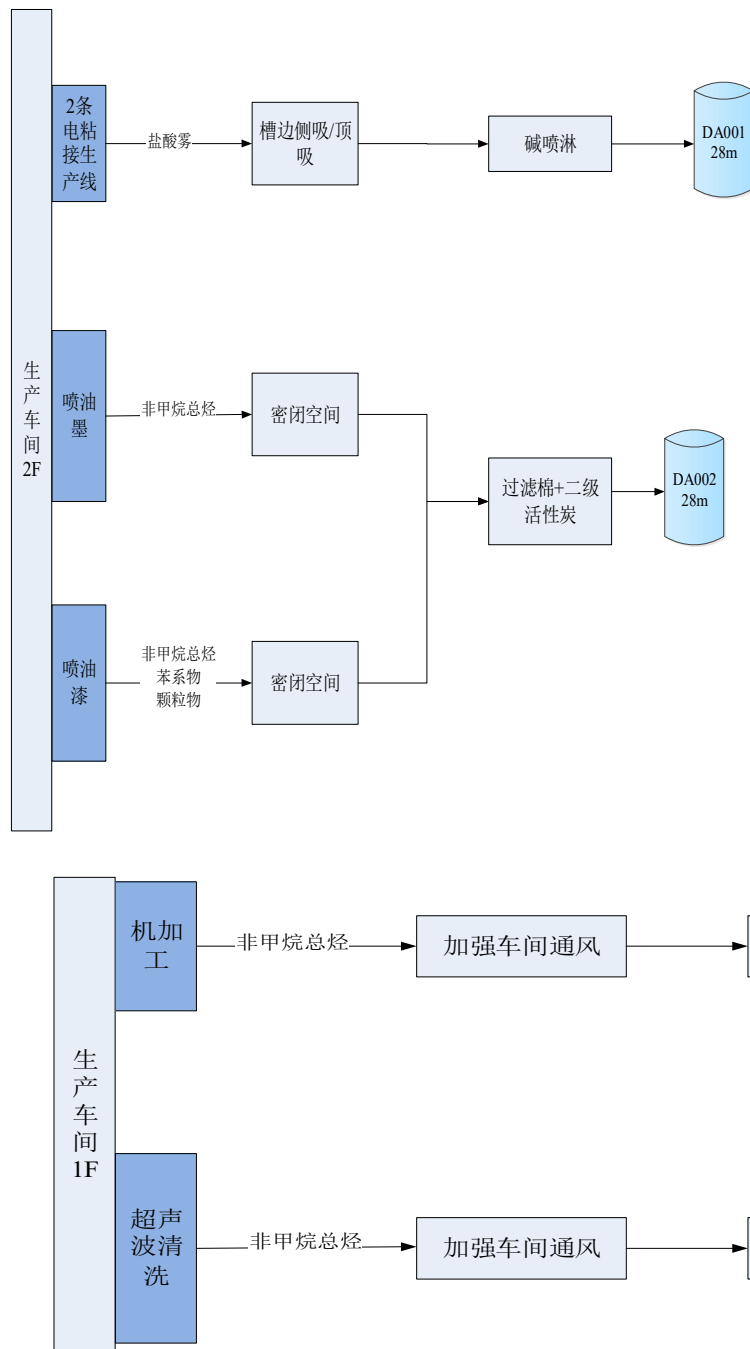 生
产
车
间
2F
2条
电粘
接生
产线
盐酸雾
槽边侧吸/顶
吸
碱喷淋
DA001
28m
喷油
墨
非甲烷总烃
密闭空间
过滤棉+二级
活性炭
DA002
28m
喷油
漆
非甲烷总烃
苯系物
颗粒物
密闭空间
生
产
车
间
1F
机加
工
非甲烷总烃
加强车间通风
超声
波清
洗
非甲烷总烃
加强车间通风